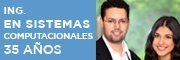 ING.
EN SISTEMAS
COMPUTACIONALES
35 AÑOS